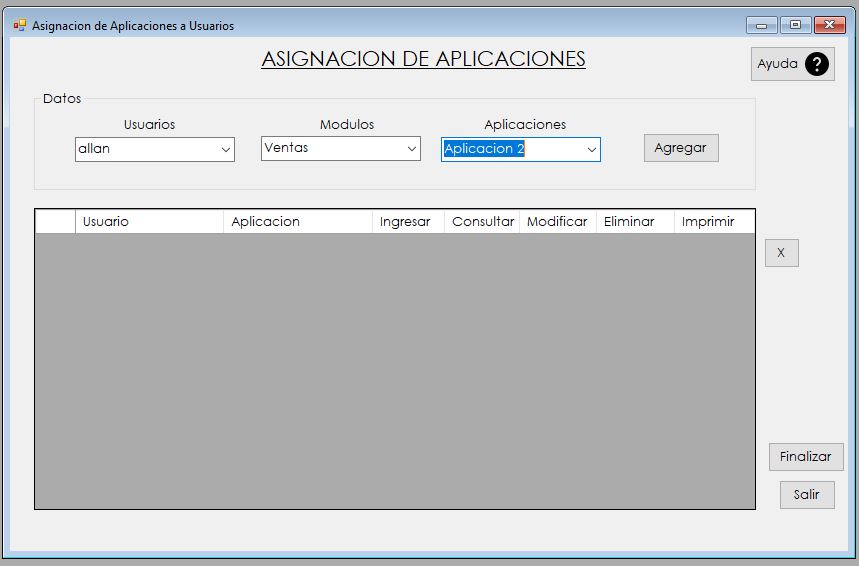 Asignacion de Aplicaciones a Usuarios
ASIGNACION DE APLICACIONES
Ayuda ?
Datos
Usuarios Modulos Aplicaciones
allan Ventas Aplicacion 2 Agregar
Usuario Aplicacion Ingresar Consultar Modificar Eliminar Imprimir
X
Finalizar
Salir